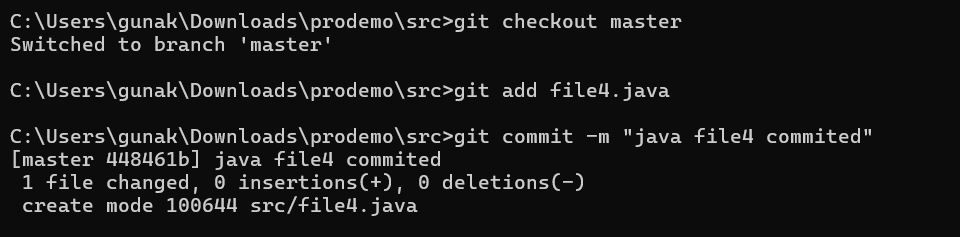 C:\Users\gunak\Downloads\prodemo\src>git checkout master
Switched to branch 'master'
C:\Users\gunak\Downloads\prodemo\src>git add file4.java
C:\Users\gunak\Downloads\prodemo\src>git commit -m "java file4 commited"
[master 448461b] java file4 commited
 1 file changed, 0 insertions(+), 0 deletions(-)
 create mode 100644 src/file4.java